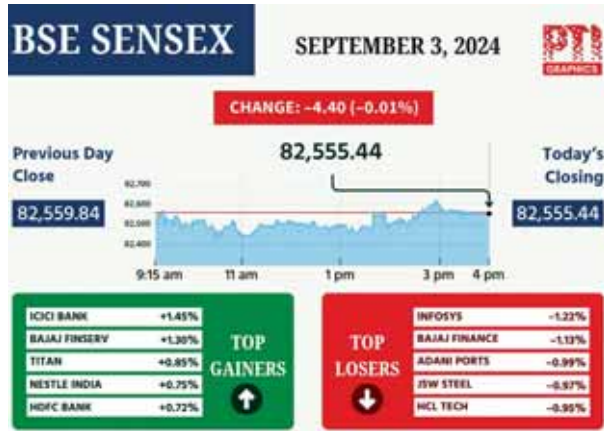 BSE SENSEX
SEPTEMBER 3, 2024
PTI
GRAPHICS
CHANGE: –4.40 (–0.01%)
Previous Day
Close
82,559.84
82,555.44
Today's
Closing
82,555.44
82,700
82,600
82,500
82,400
9:15 am 11 am 1 pm 3 pm 4 pm
ICICI BANK +1.45%
BAJAJ FINSERV +1.30%
TITAN +0.85%
NESTLE INDIA +0.75%
HDFC BANK +0.72%
TOP
GAINERS
TOP
LOSERS
INFOSYS –1.22%
BAJAJ FINANCE –1.13%
ADANI PORTS –0.99%
JSW STEEL –0.97%
HCL TECH –0.95%